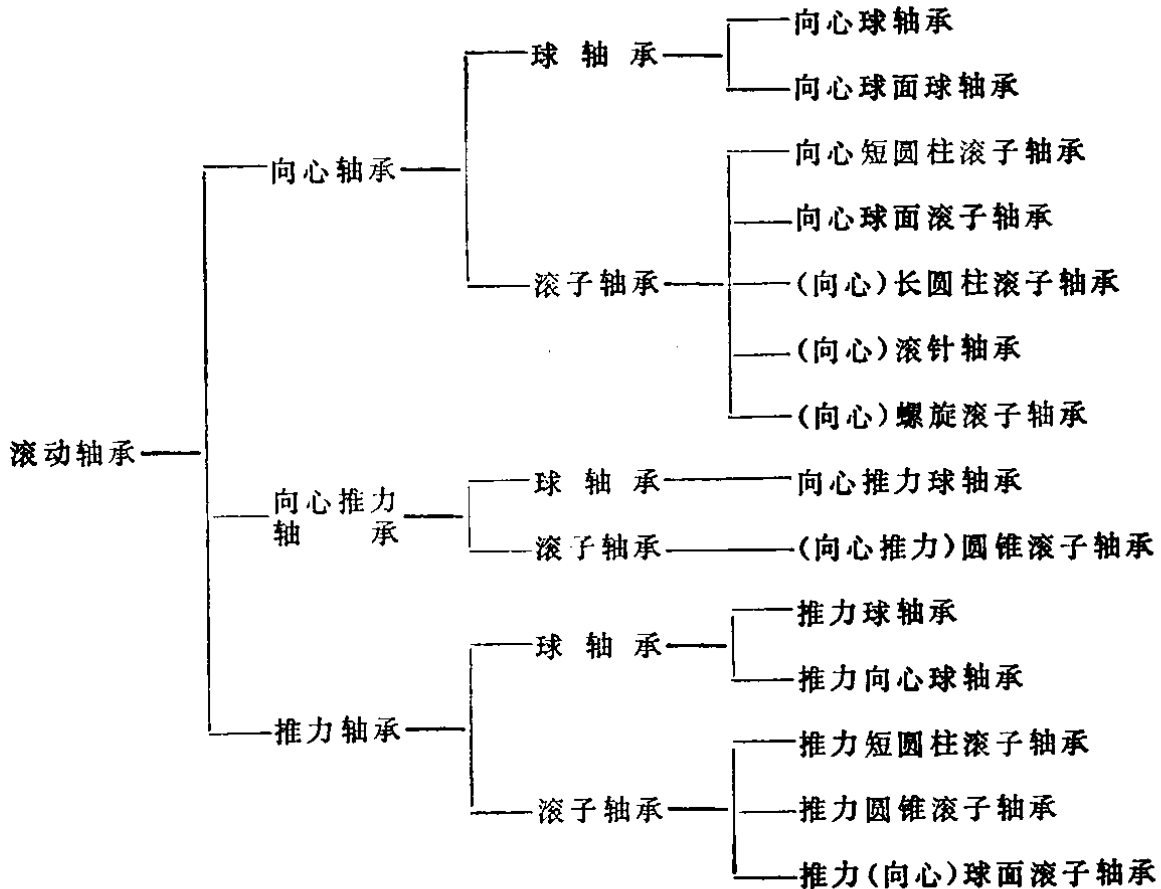 滚动轴承
向心轴承
球轴承
向心球轴承
向心球面球轴承
滚子轴承
向心短圆柱滚子轴承
向心球面滚子轴承
(向心)长圆柱滚子轴承
(向心)滚针轴承
(向心)螺旋滚子轴承
向心推力
轴承
球轴承
向心推力球轴承
滚子轴承
(向心推力)圆锥滚子轴承
推力轴承
球轴承
推力球轴承
推力向心球轴承
滚子轴承
推力短圆柱滚子轴承
推力圆锥滚子轴承
推力(向心)球面滚子轴承